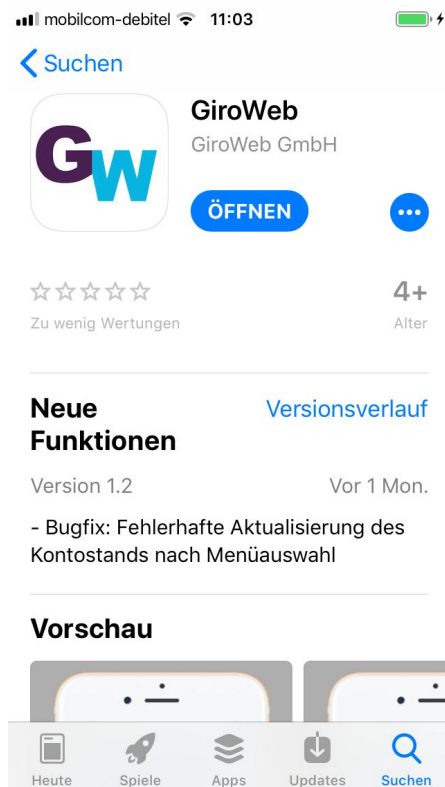 mobilcom-debitel 11:03
Suchen
GW
GiroWeb
GiroWeb GmbH
ÖFFNEN
4+
Zu wenig Wertungen
Alter
Neue
Funktionen
Versionsverlauf
Version 1.2
Vor 1 Mon.
- Bugfix: Fehlerhafte Aktualisierung des
Kontostands nach Menüauswahl
Vorschau
Heute
Spiele
Apps
Updates
Suchen